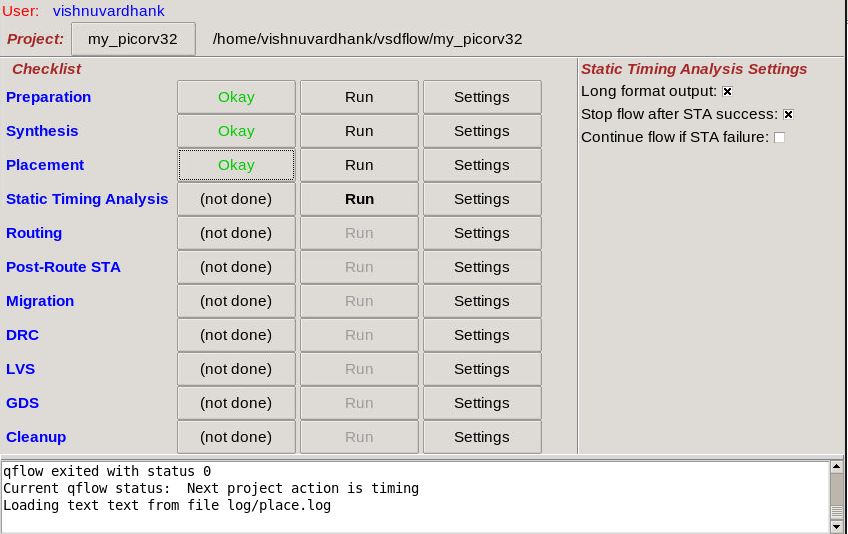 User: vishnuvardhank
Project: my_picorv32 /home/vishnuvardhank/vsdflow/my_picorv32
Checklist
Preparation Okay Run Settings
Synthesis Okay Run Settings
Placement Okay Run Settings
Static Timing Analysis (not done) Run Settings
Routing (not done) Run Settings
Post-Route STA (not done) Run Settings
Migration (not done) Run Settings
DRC (not done) Run Settings
LVS (not done) Run Settings
GDS (not done) Run Settings
Cleanup (not done) Run Settings
Static Timing Analysis Settings
Long format output:
Stop flow after STA success:
Continue flow if STA failure:
qflow exited with status 0
Current qflow status:  Next project action is timing
Loading text text from file log/place.log